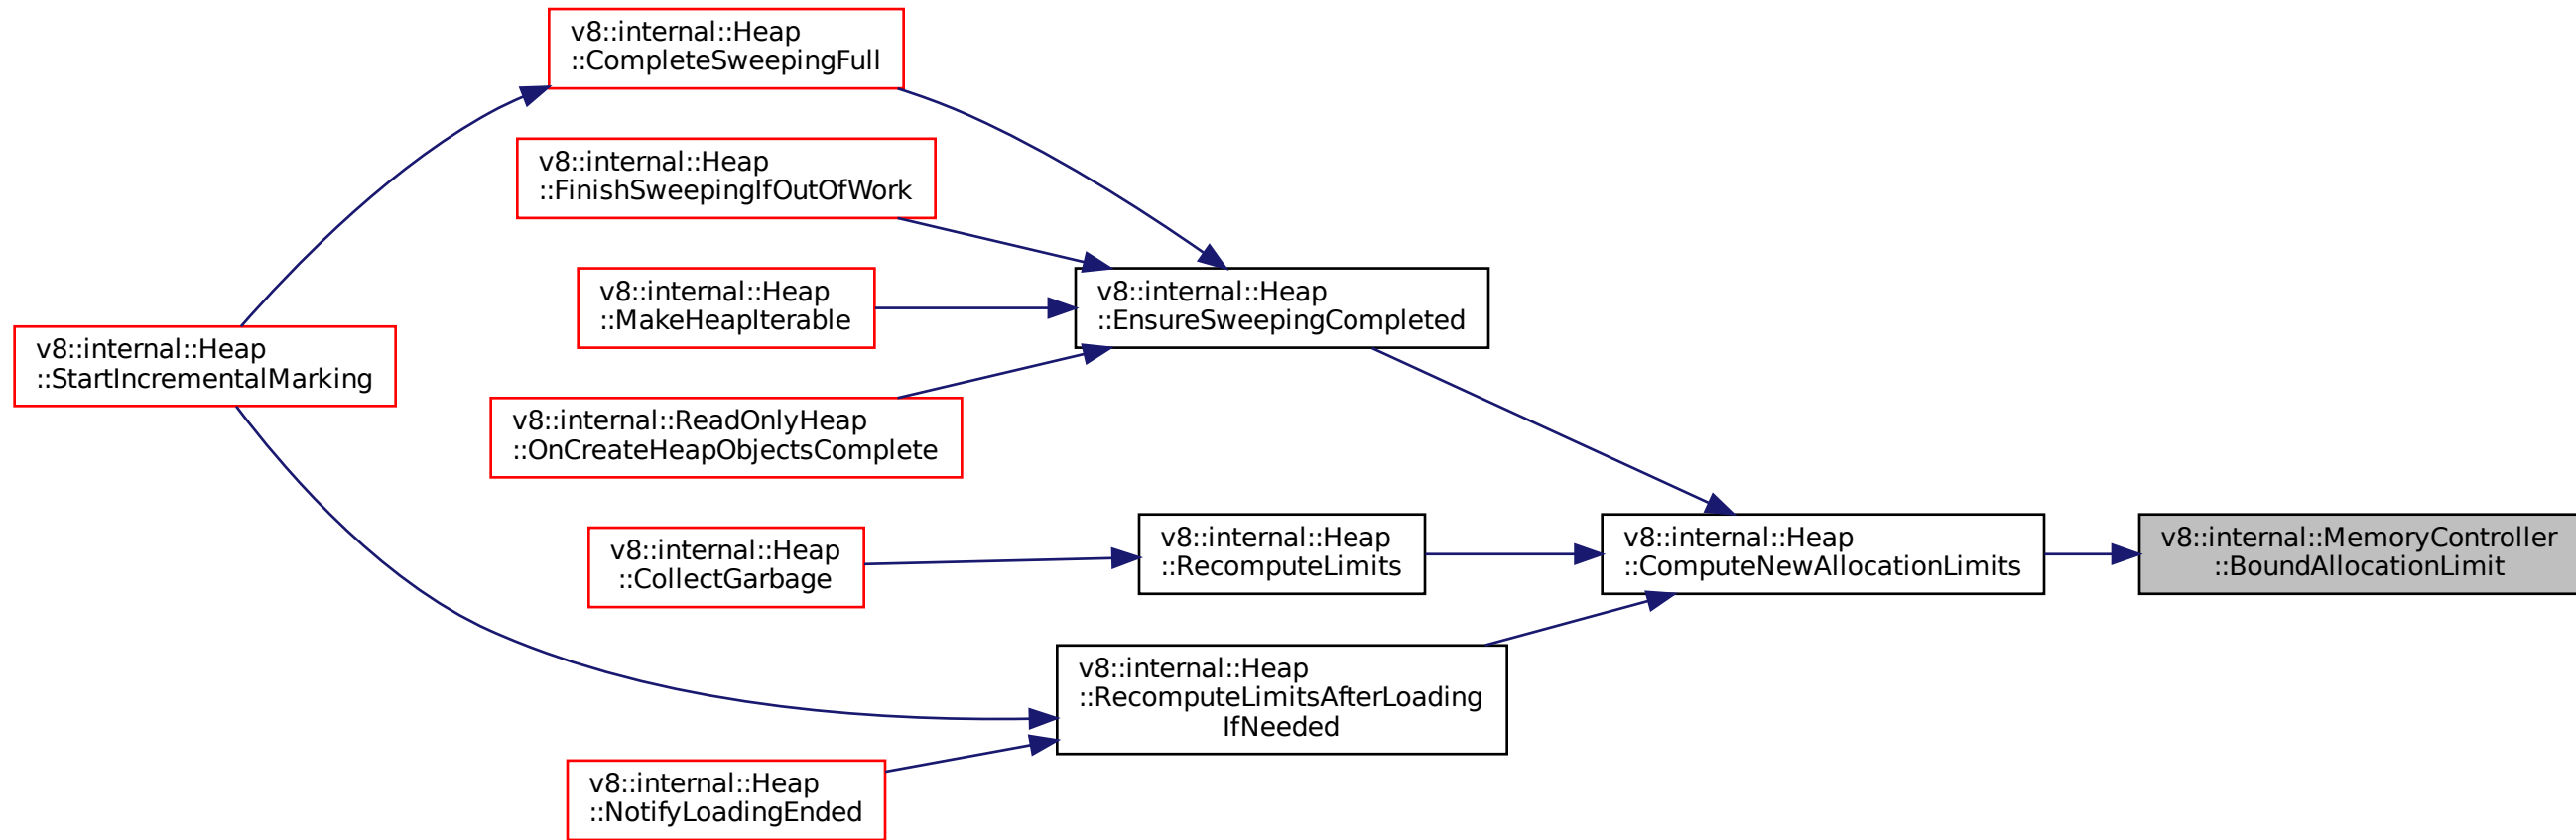 v8::internal::Heap
::CompleteSweepingFull
v8::internal::Heap
::FinishSweepingIfOutOfWork
v8::internal::Heap
::MakeHeapIterable
v8::internal::Heap
::EnsureSweepingCompleted
v8::internal::Heap
::StartIncrementalMarking
v8::internal::ReadOnlyHeap
::OnCreateHeapObjectsComplete
v8::internal::Heap
::CollectGarbage
v8::internal::Heap
::RecomputeLimits
v8::internal::Heap
::ComputeNewAllocationLimits
v8::internal::MemoryController
::BoundAllocationLimit
v8::internal::Heap
::RecomputeLimitsAfterLoading
IfNeeded
v8::internal::Heap
::NotifyLoadingEnded